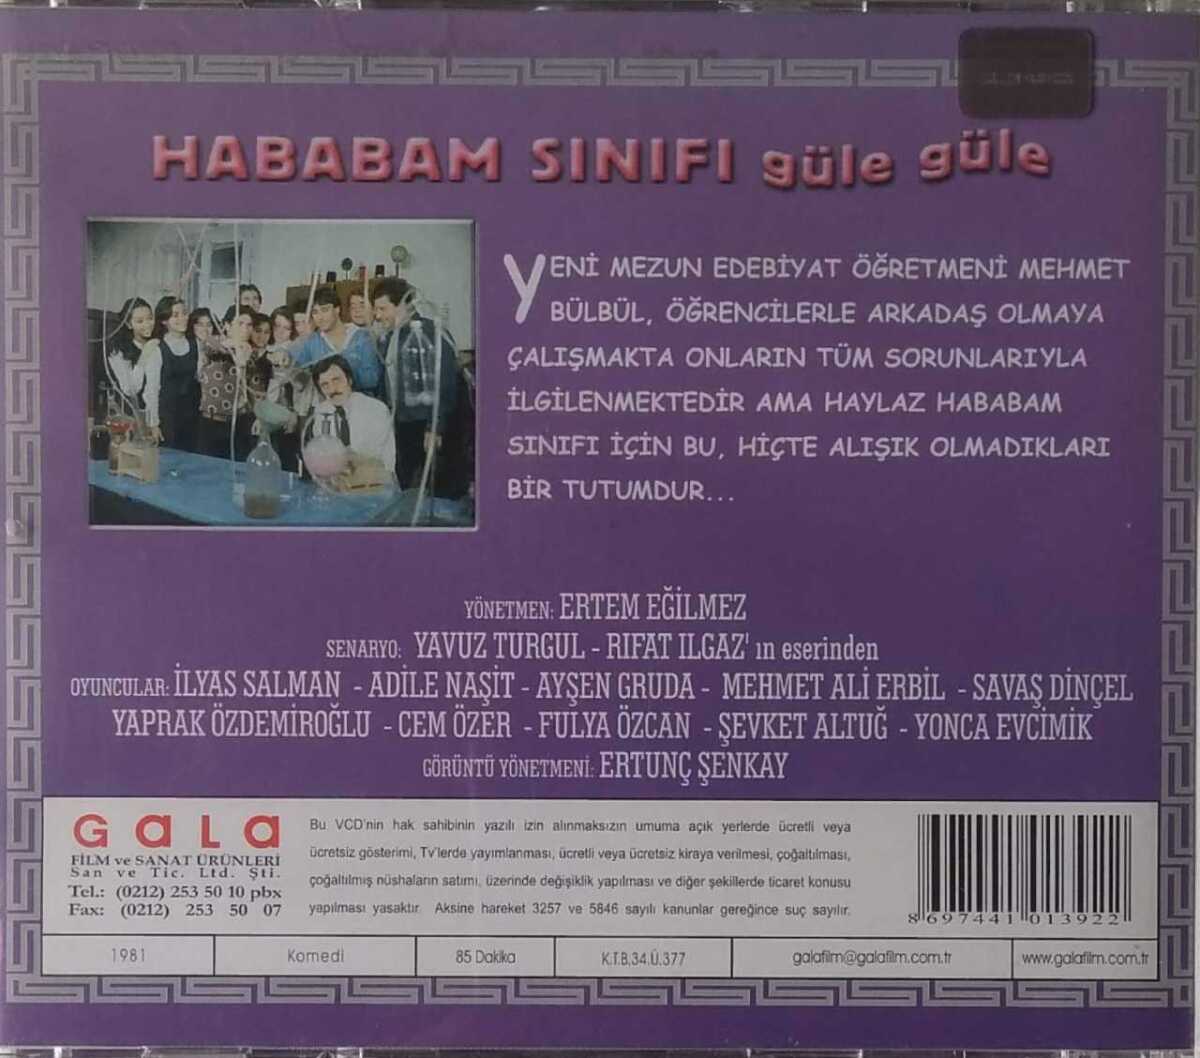 HABABAM SINIFI güle güle
YENİ MEZUN EDEBİYAT ÖĞRETMENİ MEHMET
BÜLBÜL, ÖĞRENCİLERLE ARKADAŞ OLMAYA
ÇALIŞMAKTA ONLARIN TÜM SORUNLARIYLA
İLGİLENMEKTEDİR AMA HAYLAZ HABABAM
SINIFI İÇİN BU, HİÇTE ALIŞIK OLMADIKLARI
BİR TUTUMDUR...
YÖNETMEN: ERTEM EĞİLMEZ
SENARYO: YAVUZ TURGUL - RIFAT ILGAZ' ın eserinden
OYUNCULAR: İLYAS SALMAN - ADİLE NAŞİT - AYŞEN GRUDA - MEHMET ALİ ERBİL - SAVAŞ DİNÇEL
YAPRAK ÖZDEMİROĞLU - CEM ÖZER - FULYA ÖZCAN - ŞEVKET ALTUĞ - YONCA EVCİMİK
GÖRÜNTÜ YÖNETMENİ: ERTUNÇ ŞENKAY
GaLa
FİLM ve SANAT ÜRÜNLERİ
San ve Tic. Ltd. Şti.
Tel.: (0212) 253 50 10 pbx
Fax: (0212) 253 50 07
Bu VCD'nin hak sahibinin yazılı izin alınmaksızın umuma açık yerlerde ücretli veya
ücretsiz gösterimi, Tv'lerde yayımlanması, ücretli veya ücretsiz kiraya verilmesi, çoğaltılması,
çoğaltılmış nüshaların satımı, üzerinde değişiklik yapılması ve diğer şekillerde ticaret konusu
yapılması yasaktır. Aksine hareket 3257 ve 5846 sayılı kanunlar gereğince suç sayılır.
8 697441 013922
1981
Komedi
85 Dakika
K.T.B.34.Ü.377
galafilm@galafilm.com.tr
www.galafilm.com.tr